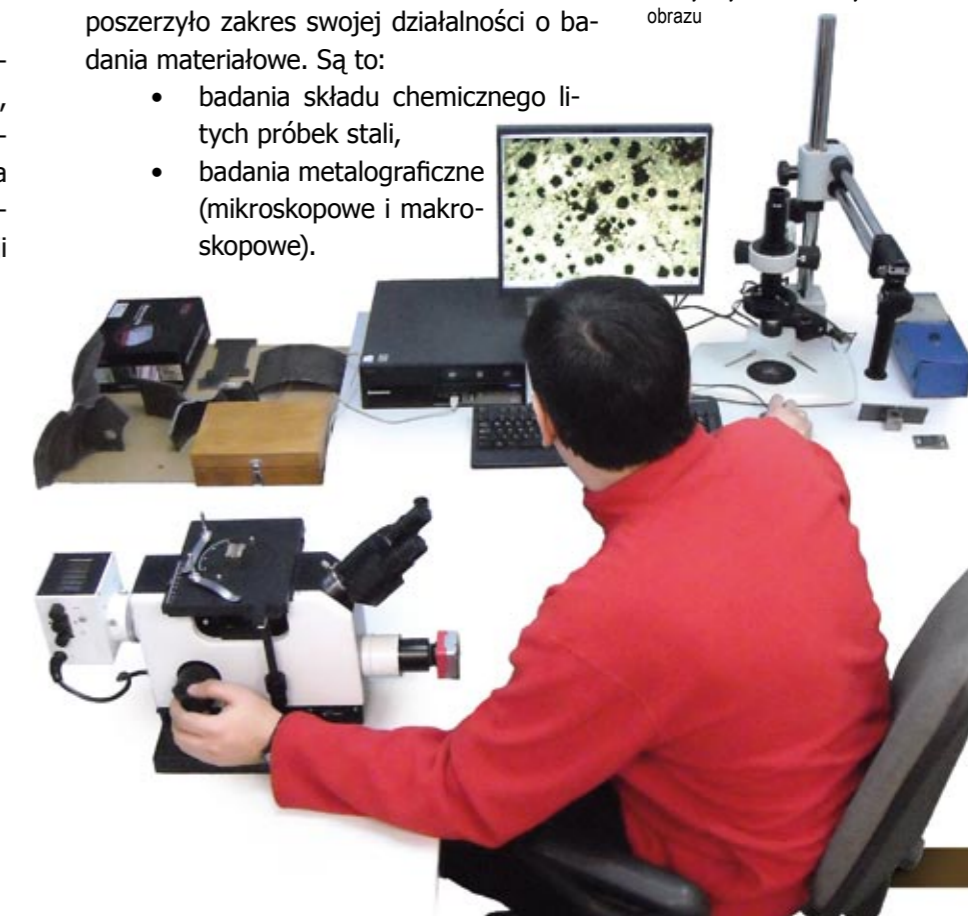 poszerzyło zakres swojej działalności o ba-
dania materiałowe. Są to:
• badania składu chemicznego li-
tych próbek stali,
• badania metalograficzne
(mikroskopowe i makro-
skopowe).
obrazu
-
,
-
a
-
i